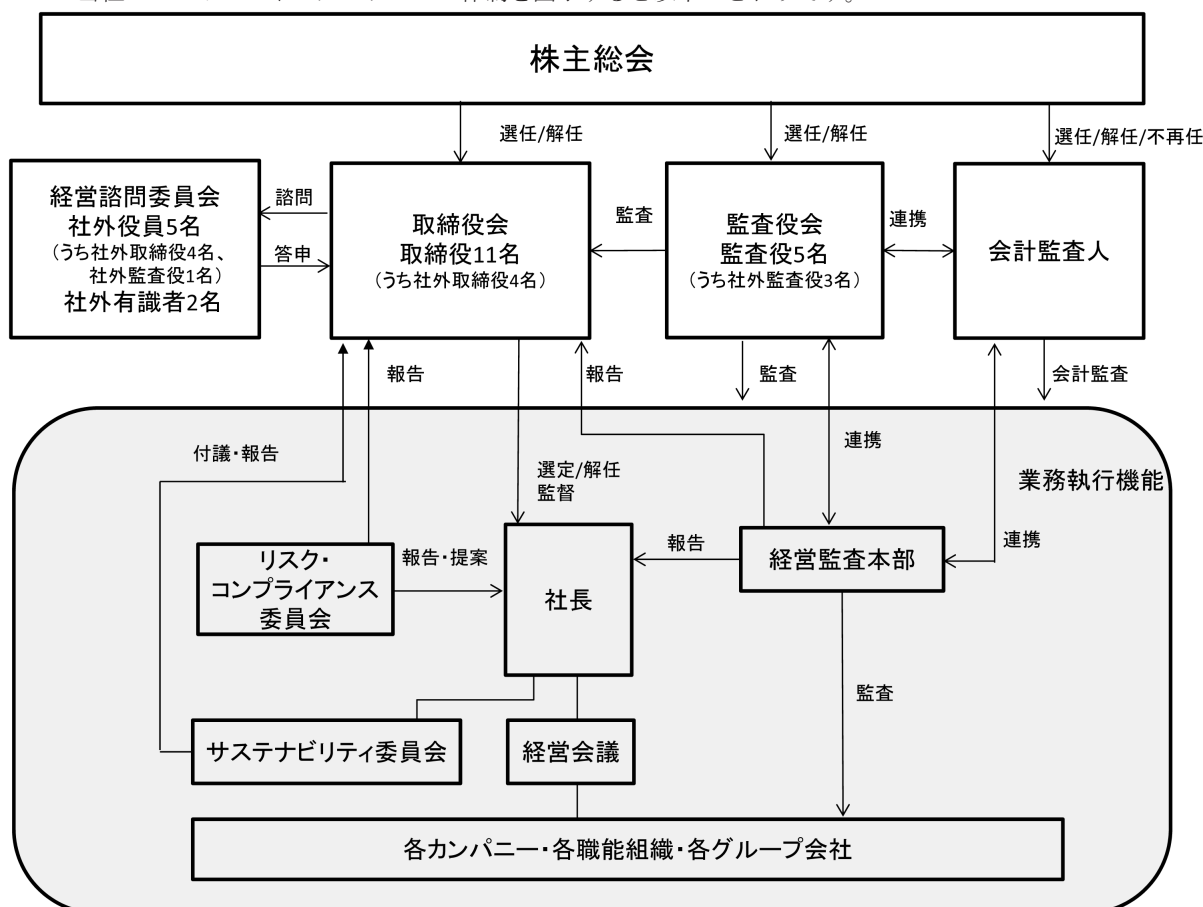 株主総会
選任/解任
選任/解任
選任/解任/不再任
経営諮問委員会
社外役員5名
(うち社外取締役4名、
社外監査役1名)
社外有識者2名
諮問
答申
取締役会
取締役11名
(うち社外取締役4名)
監査
監査役会
監査役5名
(うち社外監査役3名)
連携
会計監査人
報告
報告
監査
会計監査
付議・報告
選定/解任
監督
連携
業務執行機能
リスク・
コンプライアンス
委員会
報告・提案
社長
報告
経営監査本部
連携
監査
サステナビリティ委員会
経営会議
各カンパニー・各職能組織・各グループ会社